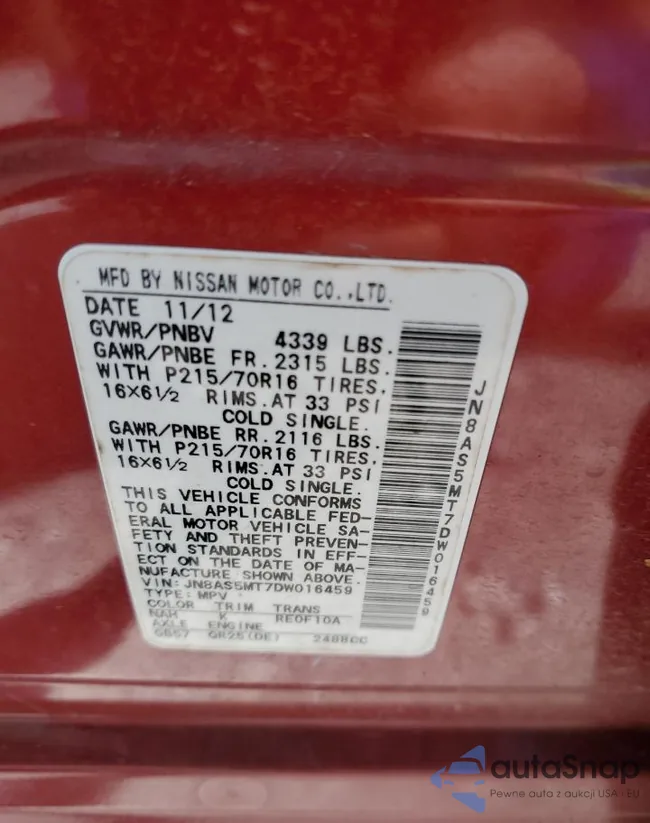 MFD BY NISSAN MOTOR CO.,LTD.
DATE 11/12
GVWR/PNBV 4339 LBS.
GAWR/PNBE FR. 2315 LBS.
WITH P215/70R16 TIRES.
16X6½ RIMS.AT 33 PSI
COLD SINGLE.
GAWR/PNBE RR. 2116 LBS.
WITH P215/70R16 TIRES.
16X6½ RIMS.AT 33 PSI
COLD SINGLE.
THIS VEHICLE CONFORMS
TO ALL APPLICABLE FED-
ERAL MOTOR VEHICLE SA-
FETY AND THEFT PREVEN-
TION STANDARDS IN EFF-
ECT ON THE DATE OF MA-
NUFACTURE SHOWN ABOVE.
VIN: JN8AS5MT7DW016459
TYPE: MPV
COLOR TRIM TRANS
NAH K RE0F10A
AXLE ENGINE
GB57 QR25(DE) 2488CC
JN8AS5MT7DW016459
autoSnap
Pewne auta z aukcji USA - EU